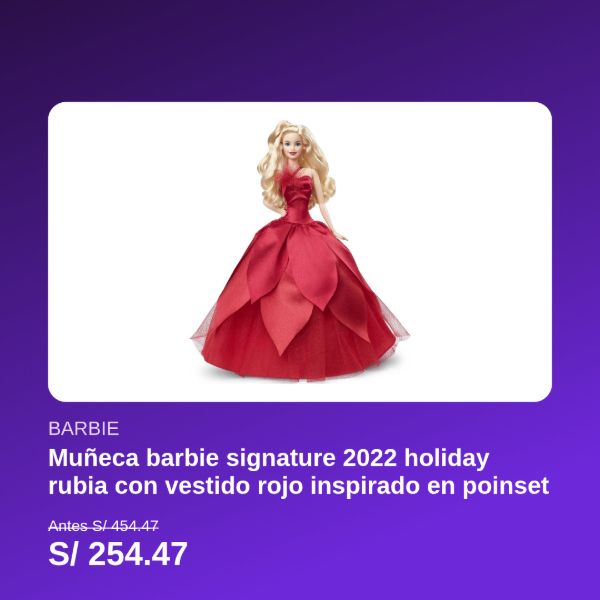 BARBIE
Muñeca barbie signature 2022 holiday
rubia con vestido rojo inspirado en poinset
Antes S/ 454.47
S/ 254.47